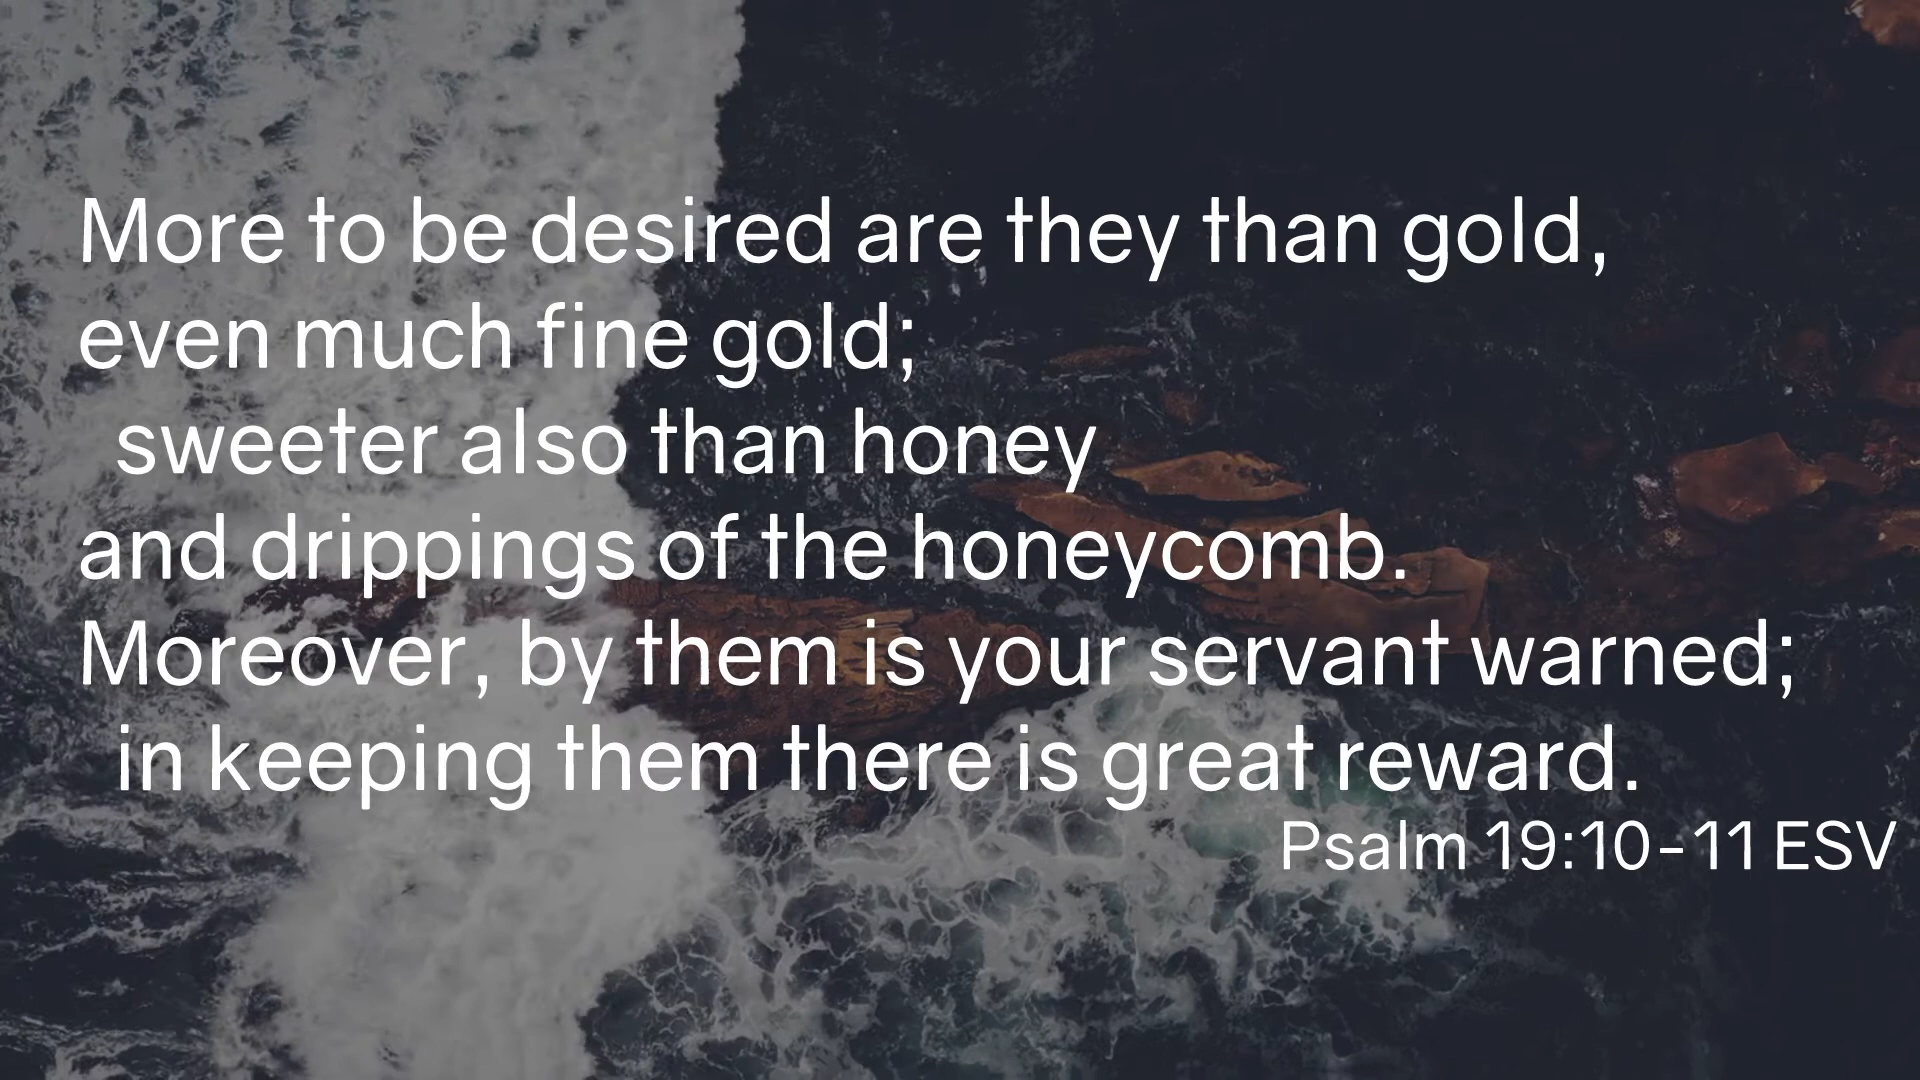 More to be desired are they than gold,
even much fine gold;
sweeter also than honey
and drippings of the honeycomb.
Moreover, by them is your servant warned;
in keeping them there is great reward.
Psalm 19:10-11 ESV